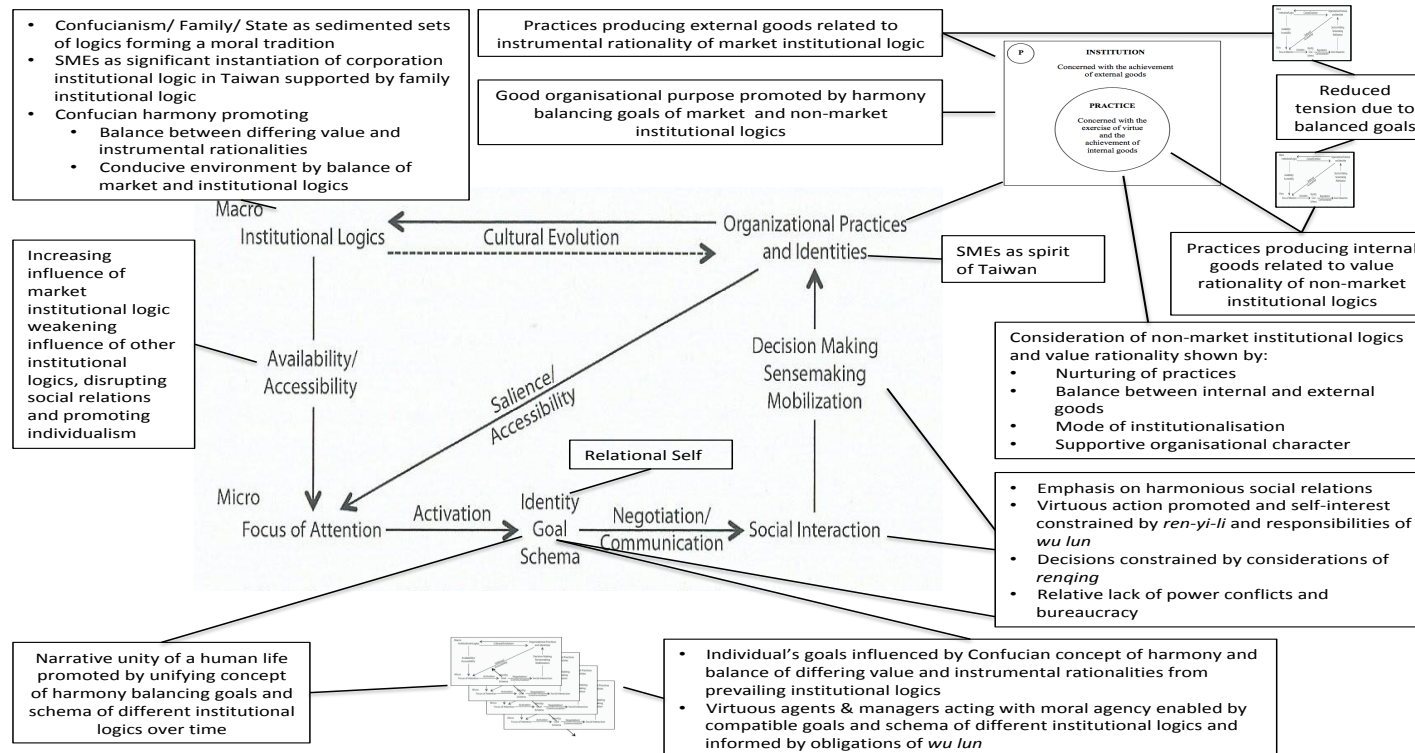 • Confucianism/ Family/ State as sedimented sets
of logics forming a moral tradition
• SMEs as significant instantiation of corporation
institutional logic in Taiwan supported by family
institutional logic
• Confucian harmony promoting
• Balance between differing value and
instrumental rationalities
• Conducive environment by balance of
market and institutional logics
Practices producing external goods related to
instrumental rationality of market institutional logic
Good organisational purpose promoted by harmony
balancing goals of market and non-market
institutional logics
P
INSTITUTION
Concerned with the achievement
of external goods
PRACTICE
Concerned with the
exercise of virtue
and the
achievement of
internal goods
Reduced
tension due to
balanced goals
Practices producing internal
goods related to value
rationality of non-market
institutional logics
Macro
Institutional Logics
Cultural Evolution
Organizational Practices
and Identities
SMEs as spirit
of Taiwan
Increasing
influence of
market
institutional logic
weakening
influence of other
institutional
logics, disrupting
social relations
and promoting
individualism
Availability/
Accessibility
Salience/
Accessibility
Decision Making
Sensemaking
Mobilization
Consideration of non-market institutional logics
and value rationality shown by:
• Nurturing of practices
• Balance between internal and external
goods
• Mode of institutionalisation
• Supportive organisational character
Relational Self
Micro
Focus of Attention
Activation
Identity
Goal
Schema
Negotiation/
Communication
Social Interaction
• Emphasis on harmonious social relations
• Virtuous action promoted and self-interest
constrained by ren-yi-li and responsibilities of
wu lun
• Decisions constrained by considerations of
renqing
• Relative lack of power conflicts and
bureaucracy
Narrative unity of a human life
promoted by unifying concept
of harmony balancing goals and
schema of different institutional
logics over time
• Individual's goals influenced by Confucian concept of harmony and
balance of differing value and instrumental rationalities from
prevailing institutional logics
• Virtuous agents & managers acting with moral agency enabled by
compatible goals and schema of different institutional logics and
informed by obligations of wu lun